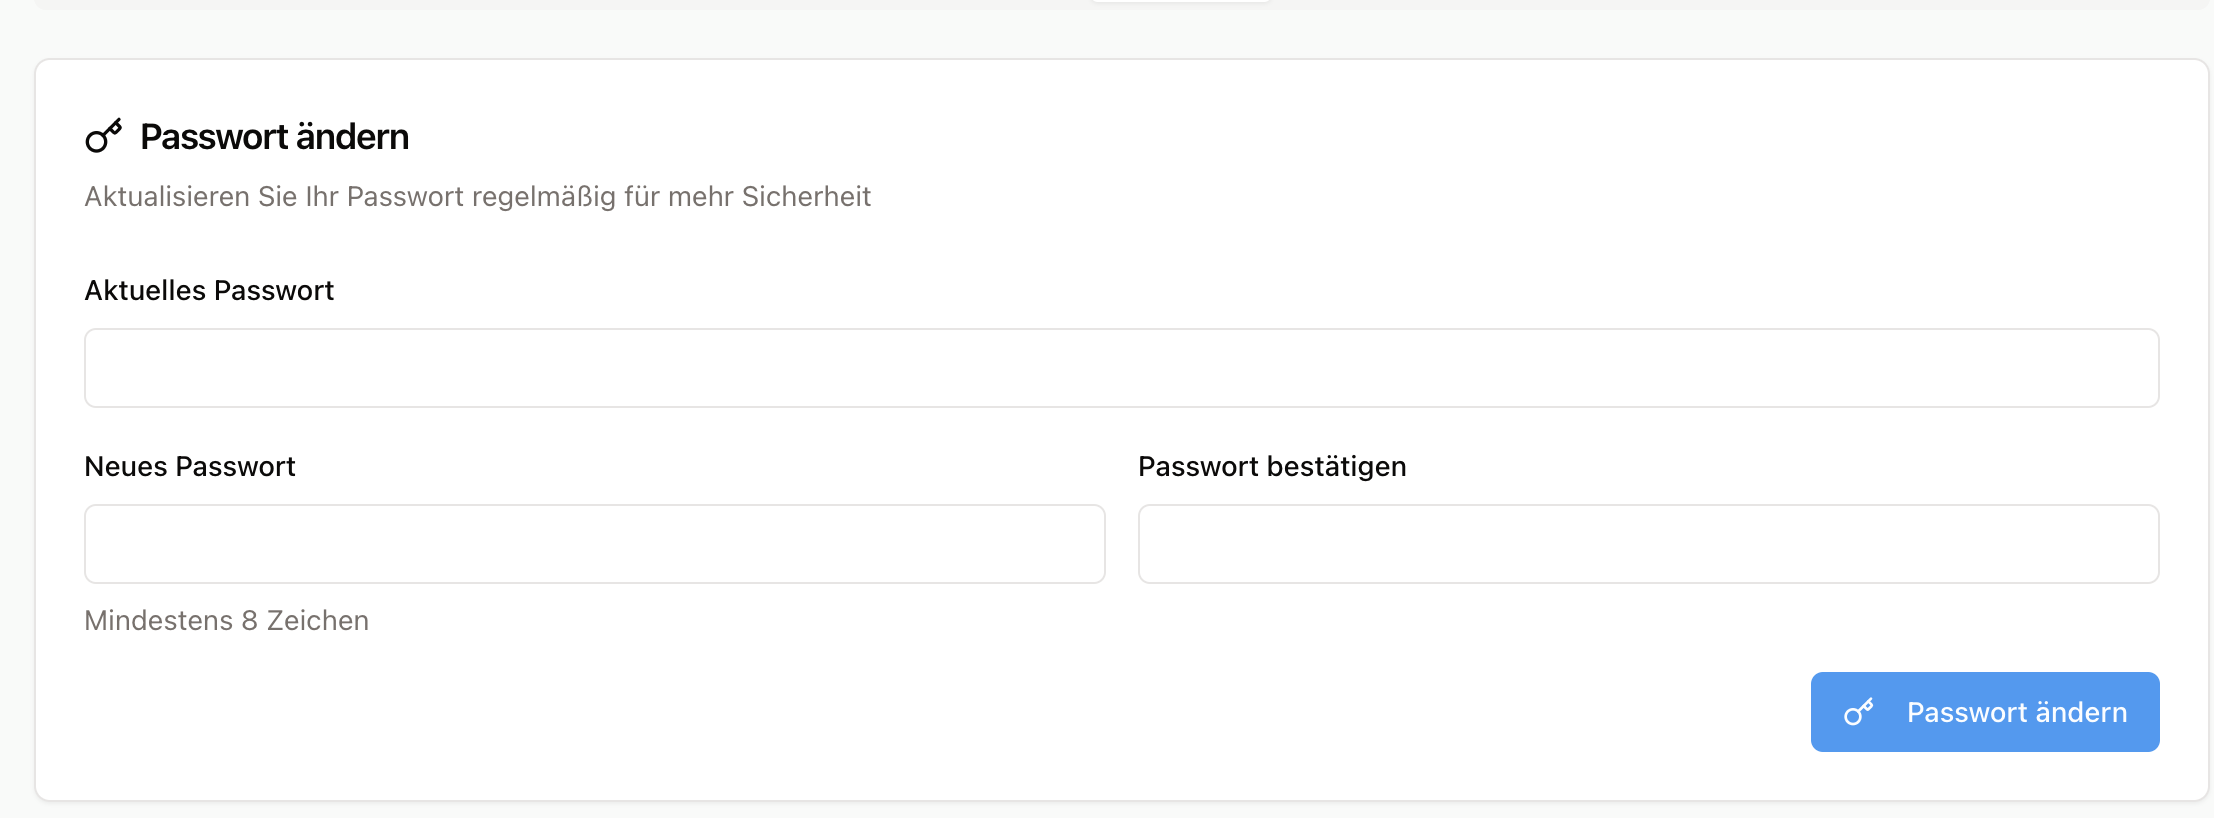 Passwort ändern
Aktualisieren Sie Ihr Passwort regelmäßig für mehr Sicherheit
Aktuelles Passwort
Neues Passwort
Passwort bestätigen
Mindestens 8 Zeichen
Passwort ändern